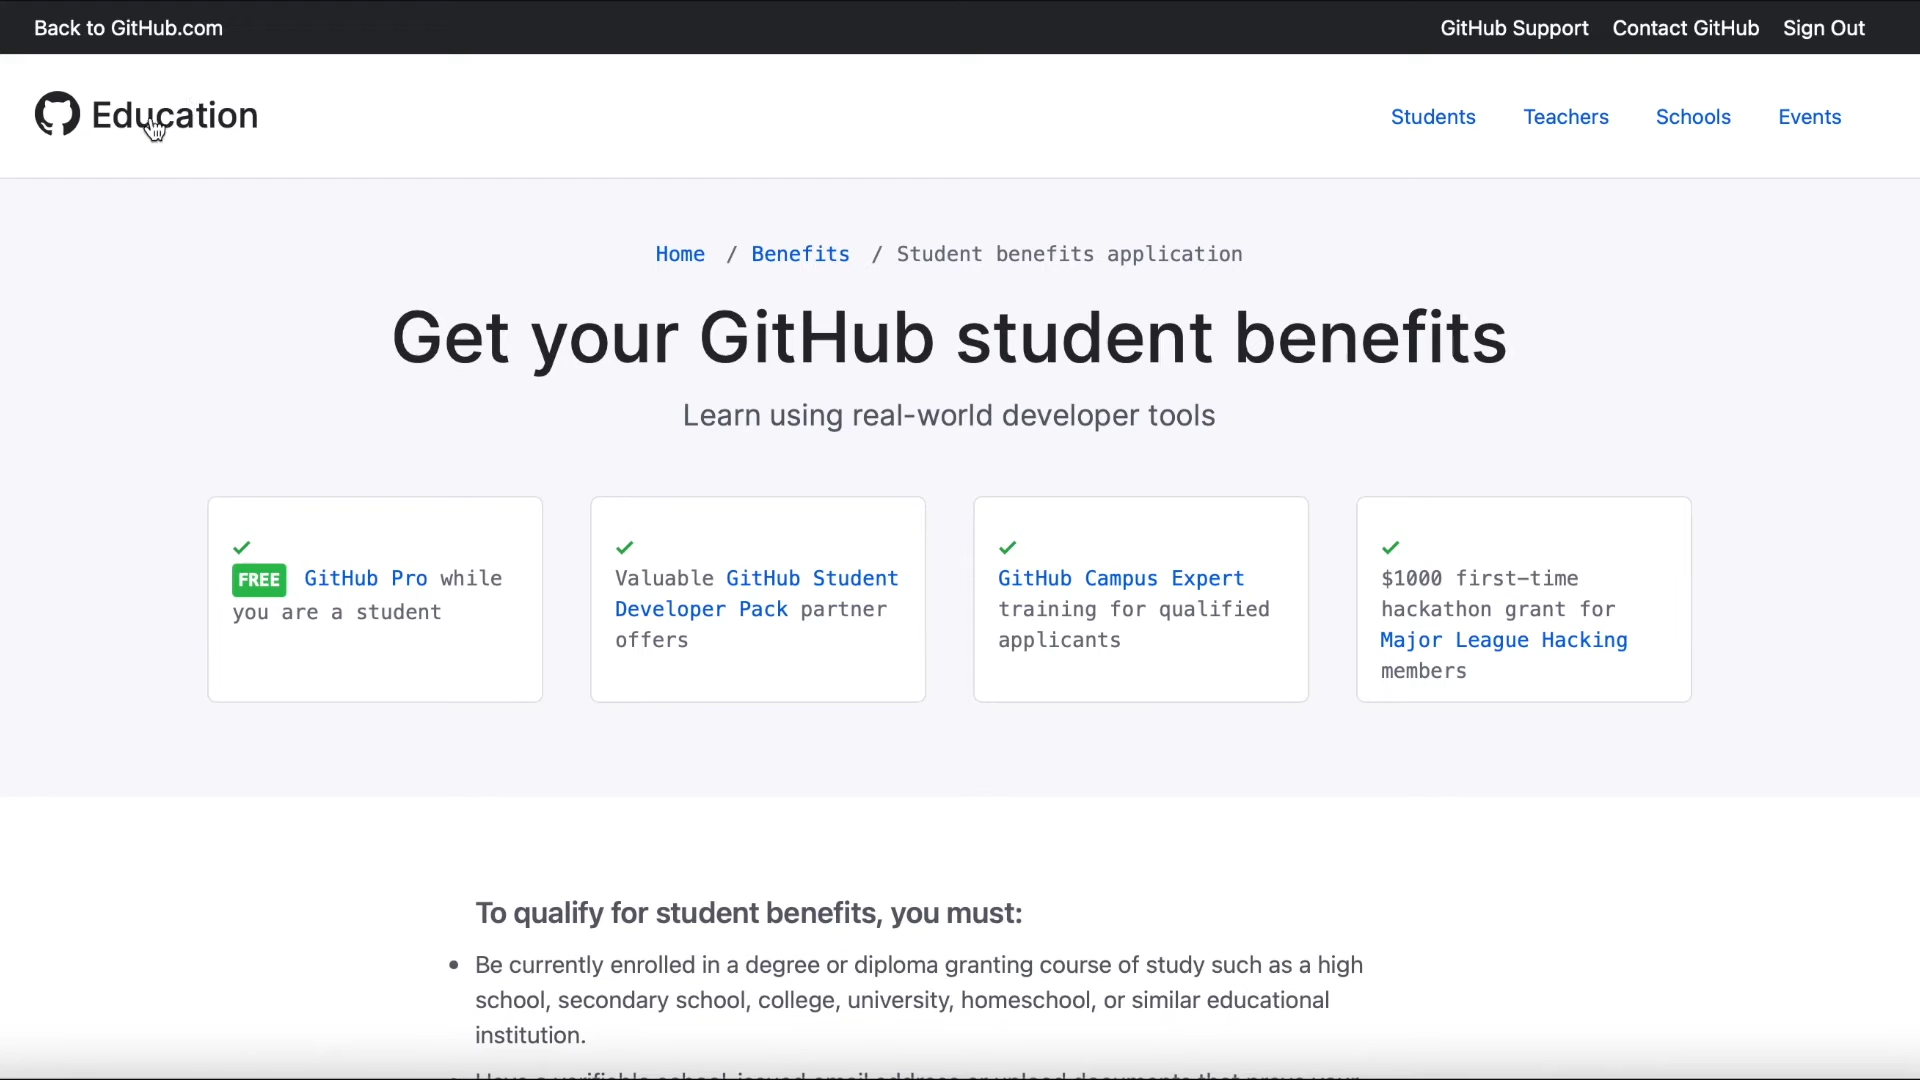 Back to GitHub.com
GitHub Support Contact GitHub Sign Out
Education
Students Teachers Schools Events
Home / Benefits / Student benefits application
Get your GitHub student benefits
Learn using real-world developer tools
FREE GitHub Pro while
you are a student
Valuable GitHub Student
Developer Pack partner
offers
GitHub Campus Expert
training for qualified
applicants
$1000 first-time
hackathon grant for
Major League Hacking
members
To qualify for student benefits, you must:
Be currently enrolled in a degree or diploma granting course of study such as a high
school, secondary school, college, university, homeschool, or similar educational
institution.